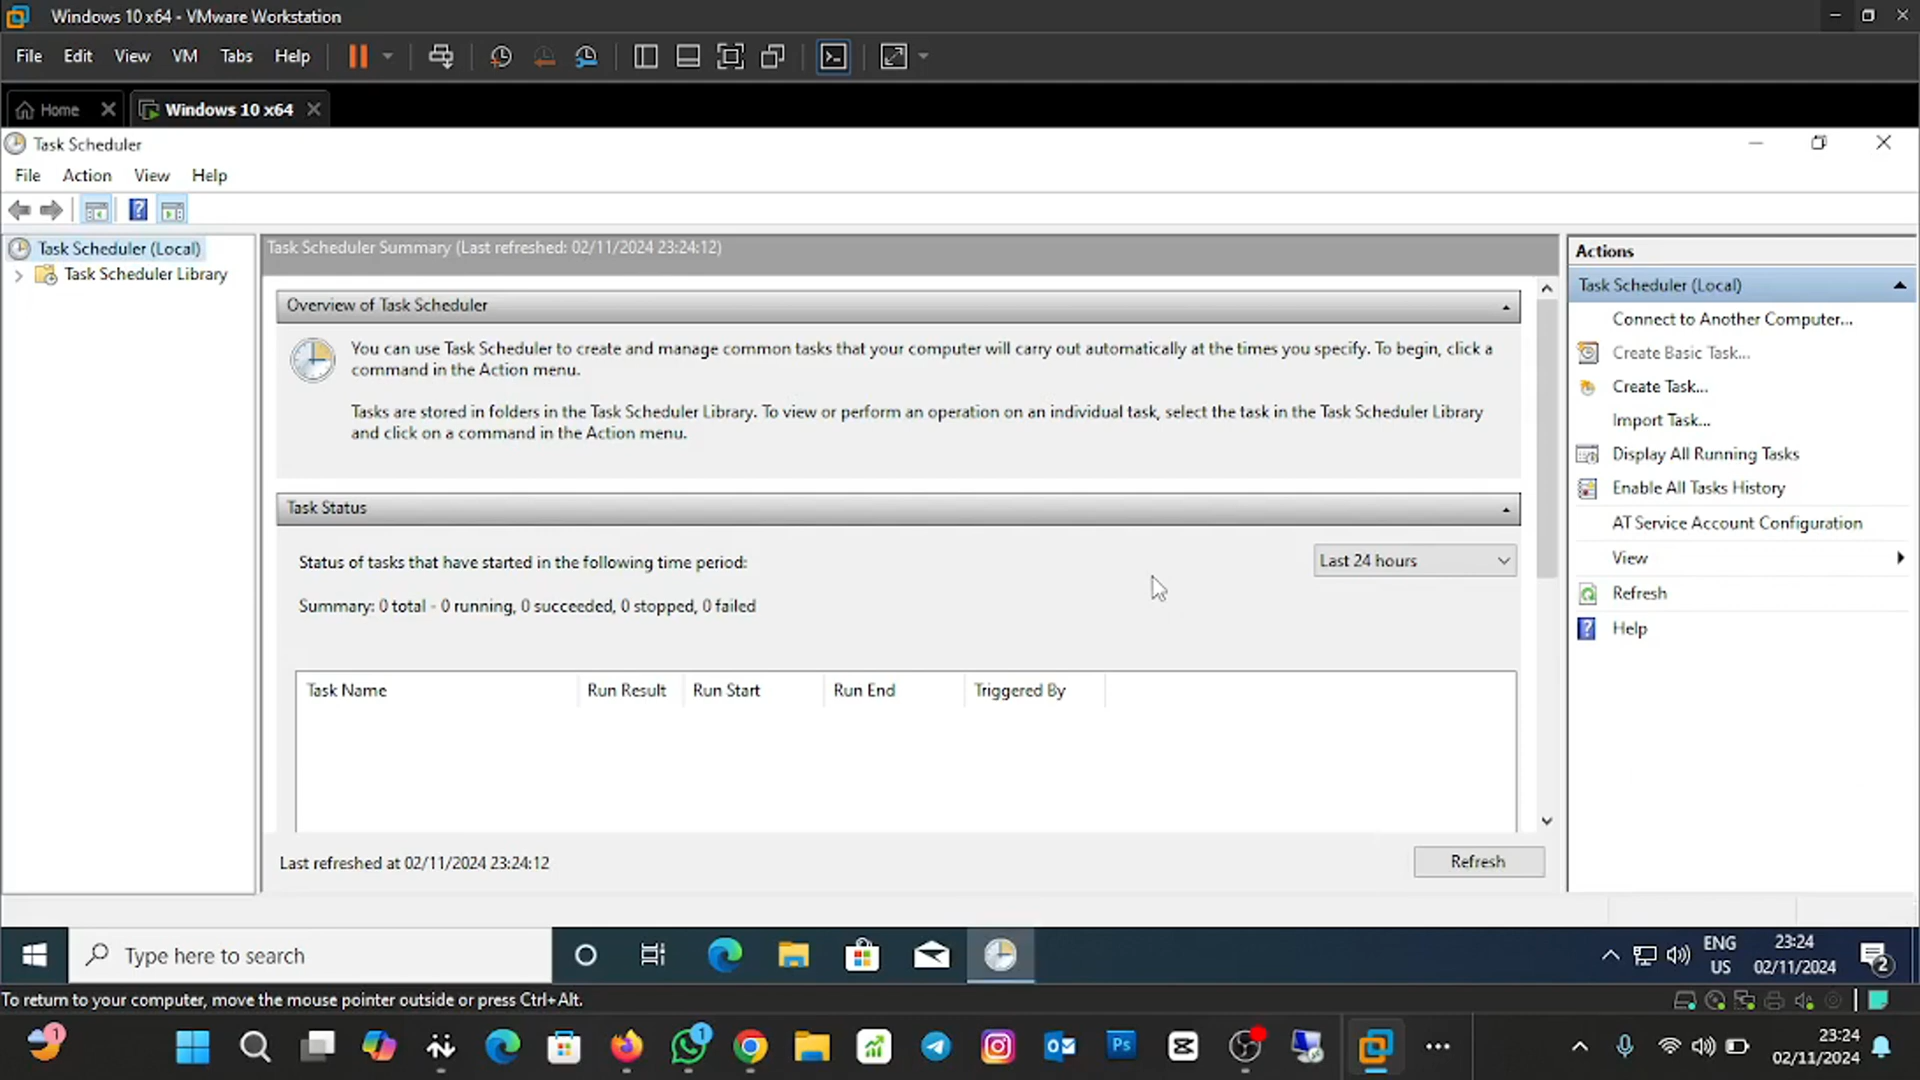 Windows 10 x64 - VMware Workstation
File Edit View VM Tabs Help
Home Windows 10 x64
Task Scheduler
File Action View Help
Task Scheduler (Local)
Task Scheduler Library
Task Scheduler Summary (Last refreshed: 02/11/2024 23:24:12)
Overview of Task Scheduler
You can use Task Scheduler to create and manage common tasks that your computer will carry out automatically at the times you specify. To begin, click a
command in the Action menu.
Tasks are stored in folders in the Task Scheduler Library. To view or perform an operation on an individual task, select the task in the Task Scheduler Library
and click on a command in the Action menu.
Task Status
Status of tasks that have started in the following time period:
Last 24 hours
Summary: 0 total - 0 running, 0 succeeded, 0 stopped, 0 failed
Task Name Run Result Run Start Run End Triggered By
Last refreshed at 02/11/2024 23:24:12
Refresh
Actions
Task Scheduler (Local)
Connect to Another Computer...
Create Basic Task...
Create Task...
Import Task...
Display All Running Tasks
Enable All Tasks History
AT Service Account Configuration
View
Refresh
Help
Type here to search
ENG
US
23:24
02/11/2024
2
To return to your computer, move the mouse pointer outside or press Ctrl+Alt.
1
1
Ps
23:24
02/11/2024